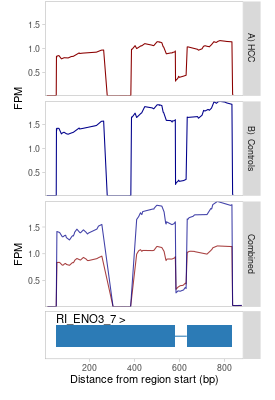 1.5
1.0
0.5
FPM
A) HC
1.5
1.0
0.5
B) Controls
1.5
1.0
0.5
FPM
Combined
RI_ENO3_7 >
200 400 600 800
Distance from region start (bp)